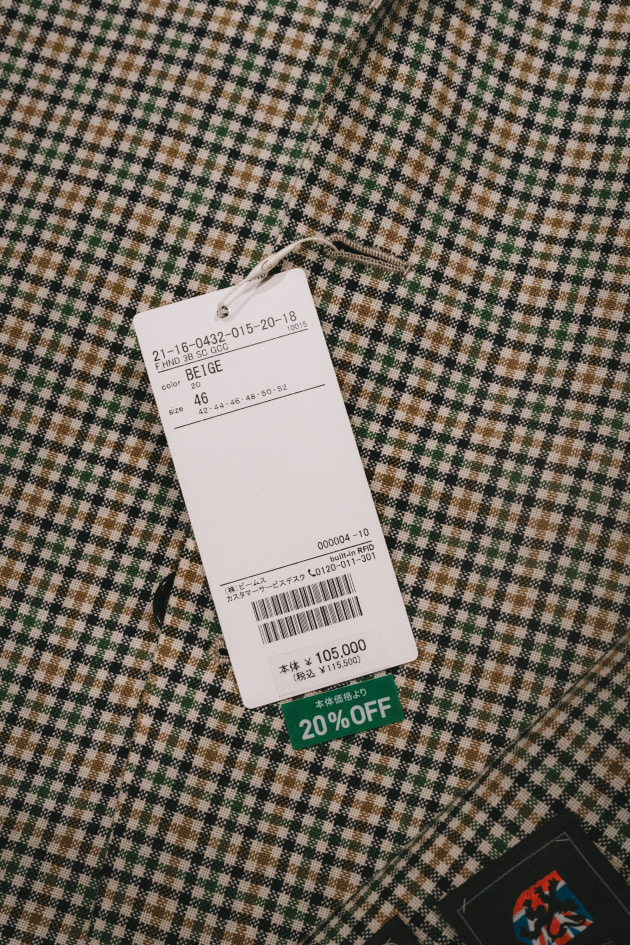 21-16-0432-015-20-18
F.HND 3B SC GCC 10015
color BEIGE
20
size 46
42・44・46・48・50・52
000004 -10
built-in RFID
(株)ビームス
カスタマーサービスデスク 0120-011-301
本体 ¥ 105,000
(税込 ¥115,500)
本体価格より
20%OFF